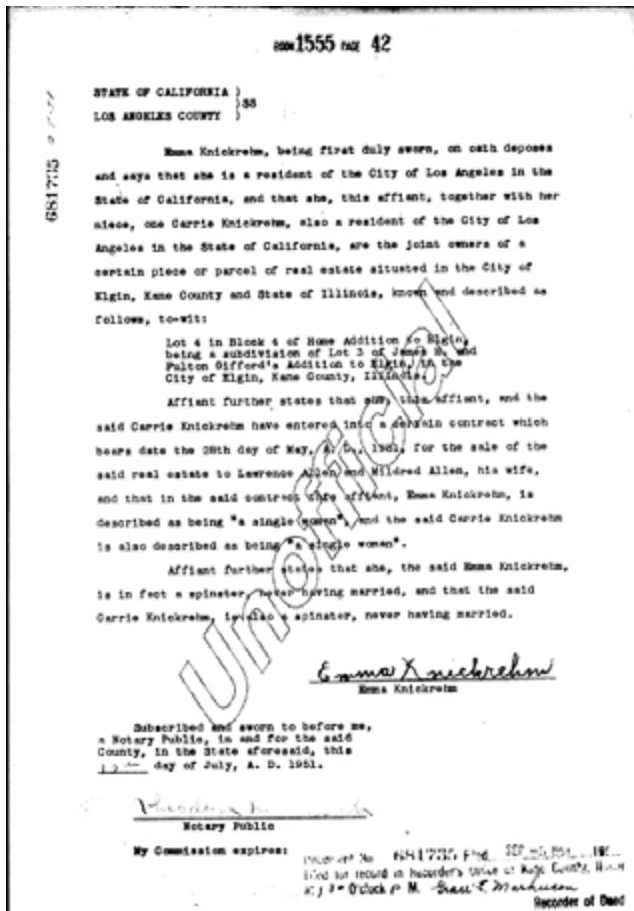 BOOK 1555 PAGE 42
STATE OF CALIFORNIA )
)SS
LOS ANGELES COUNTY )
681735
Emma Knickrehm, being first duly sworn, on oath deposes
and says that she is a resident of the City of Los Angeles in the
State of California, and that she, this affiant, together with her
niece, one Carrie Knickrehm, also a resident of the City of Los
Angeles in the State of California, are the joint owners of a
certain piece or parcel of real estate situated in the City of
Elgin, Kane County and State of Illinois, known and described as
follows, to-wit:
Lot 4 in Block 4 of Home Addition to Elgin,
being a subdivision of Lot 3 of James H. and
Fulton Gifford's Addition to Elgin, in the
City of Elgin, Kane County, Illinois.
Affiant further states that she, this affiant, and the
said Carrie Knickrehm have entered into a certain contract which
bears date the 28th day of May, A. D., 1951, for the sale of the
said real estate to Lawrence Allen and Mildred Allen, his wife,
and that in the said contract this affiant, Emma Knickrehm, is
described as being "a single woman", and the said Carrie Knickrehm
is also described as being "a single woman".
Affiant further states that she, the said Emma Knickrehm,
is in fact a spinster, never having married, and that the said
Carrie Knickrehm, is also a spinster, never having married.
Unofficial
Emma Knickrehm
Emma Knickrehm
Subscribed and sworn to before me,
a Notary Public, in and for the said
County, in the State aforesaid, this
day of July, A. D. 1951.
Notary Public
My Commission expires:
Document No. 681735 Filed SEP
filed for record in Recorder's Office of Kane County,
O'clock P M.
Recorder of Deed